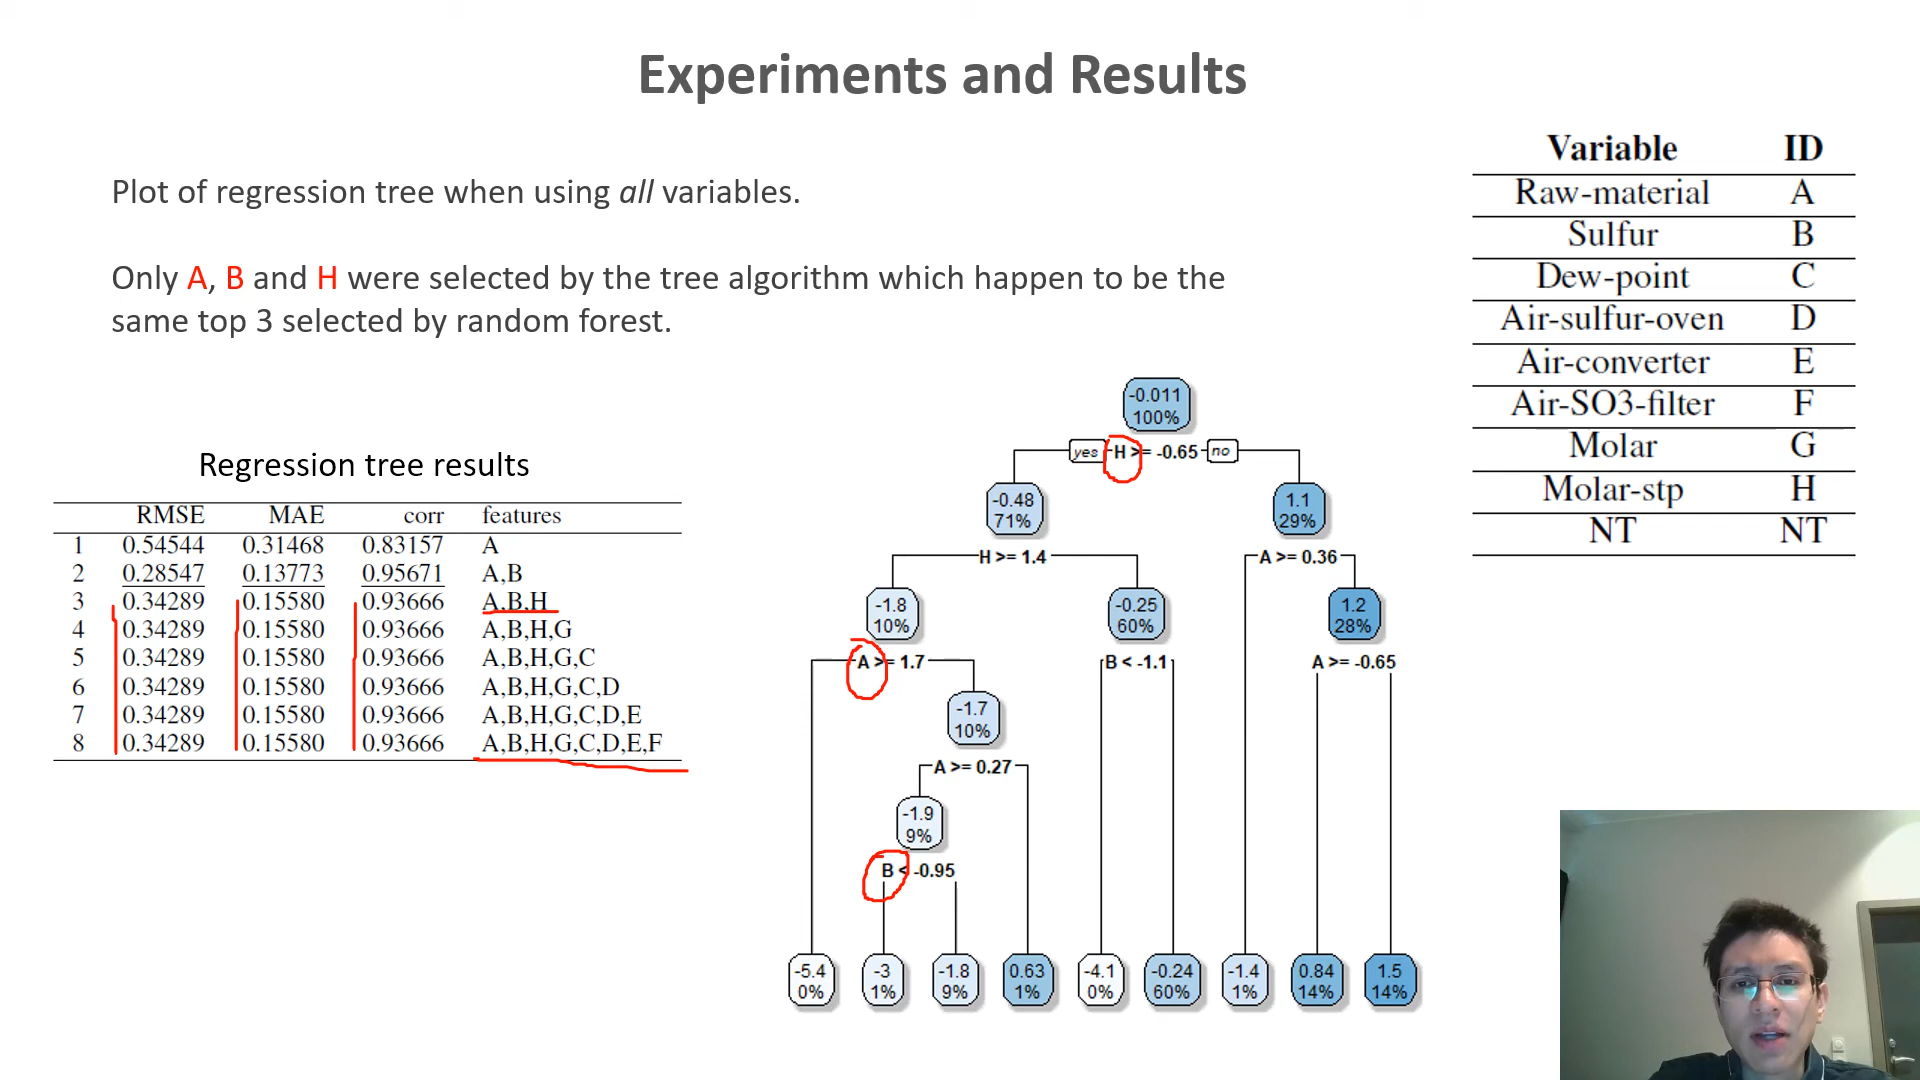 Experiments and Results
Plot of regression tree when using all variables.
Only A, B and H were selected by the tree algorithm which happen to be the
same top 3 selected by random forest.
Regression tree results
RMSE MAE corr features
1 0.54544 0.31468 0.83157 A
2 0.28547 0.13773 0.95671 A,B
3 0.34289 0.15580 0.93666 A,B,H
4 0.34289 0.15580 0.93666 A,B,H,G
5 0.34289 0.15580 0.93666 A,B,H,G,C
6 0.34289 0.15580 0.93666 A,B,H,G,C,D
7 0.34289 0.15580 0.93666 A,B,H,G,C,D,E
8 0.34289 0.15580 0.93666 A,B,H,G,C,D,E,F
-0.011
100%
yes H >= -0.65 no
-0.48 1.1
71% 29%
H >= 1.4 A >= 0.36
-1.8 -0.25 1.2
10% 60% 28%
A >= 1.7 B < -1.1 A >= -0.65
-1.7
10%
A >= 0.27
-1.9
9%
B < -0.95
-5.4 -3 -1.8 0.63 -4.1 -0.24 -1.4 0.84 1.5
0% 1% 9% 1% 0% 60% 1% 14% 14%
Variable ID
Raw-material A
Sulfur B
Dew-point C
Air-sulfur-oven D
Air-converter E
Air-SO3-filter F
Molar G
Molar-stp H
NT NT